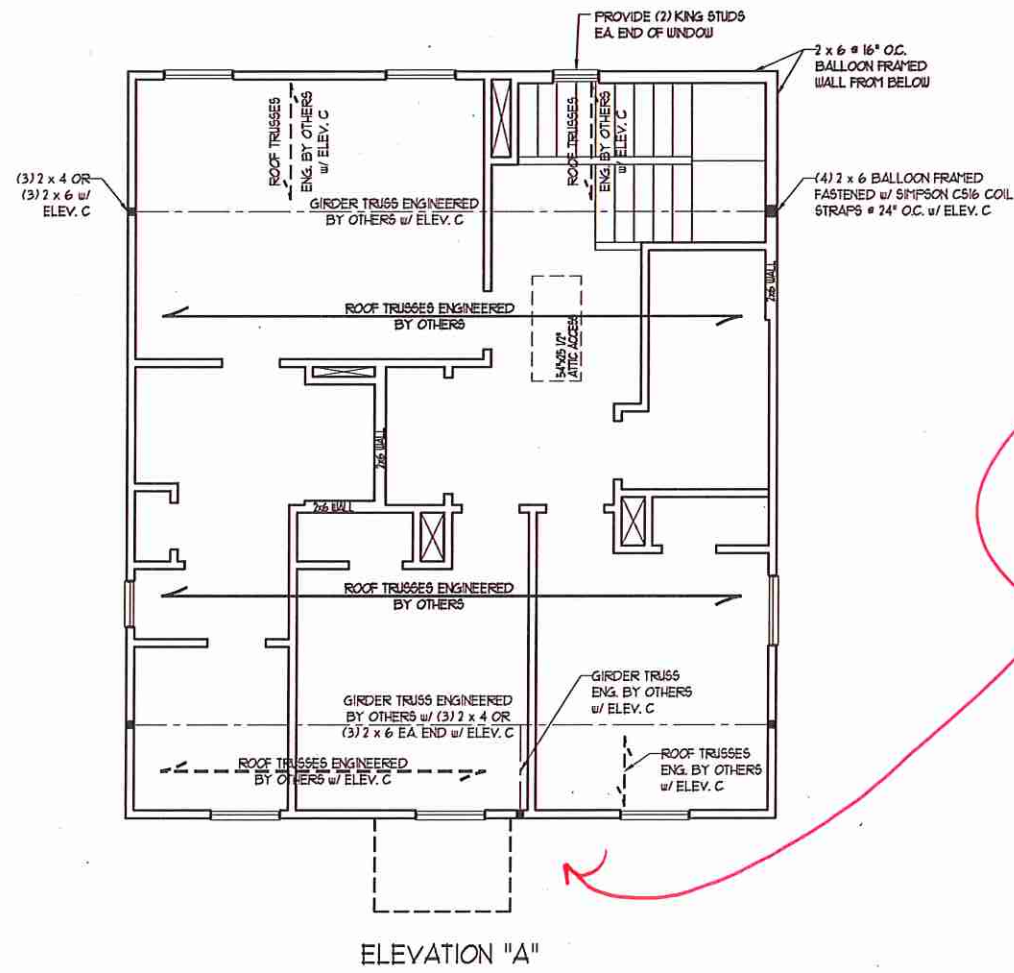 PROVIDE (2) KING STUDS
EA. END OF WINDOW
2 x 6 @ 16" O.C.
BALLOON FRAMED
WALL FROM BELOW
ROOF TRUSSES
ENG. BY OTHERS
w/ ELEV. C
ROOF TRUSSES
ENG. BY OTHERS
w/ ELEV. C
(3) 2 x 4 OR
(3) 2 x 6 w/
ELEV. C
GIRDER TRUSS ENGINEERED
BY OTHERS w/ ELEV. C
(4) 2 x 6 BALLOON FRAMED
FASTENED w/ SIMPSON CS16 COIL
STRAPS @ 24" O.C. w/ ELEV. C
2x6 WALL
ROOF TRUSSES ENGINEERED
BY OTHERS
ATTIC ACCESS
2x6 WALL
2x6 WALL
ROOF TRUSSES ENGINEERED
BY OTHERS
GIRDER TRUSS ENGINEERED
BY OTHERS w/ (3) 2 x 4 OR
(3) 2 x 6 EA. END w/ ELEV. C
GIRDER TRUSS
ENG. BY OTHERS
w/ ELEV. C
ROOF TRUSSES ENGINEERED
BY OTHERS w/ ELEV. C
ROOF TRUSSES
ENG. BY OTHERS
w/ ELEV. C
ELEVATION "A"